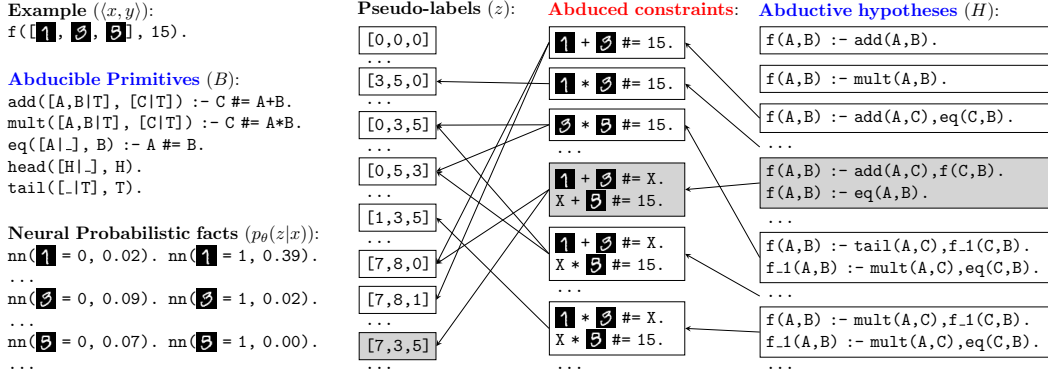 Example (⟨x, y⟩):
f([1, 3, 5], 15).
Abducible Primitives (B):
add([A,B|T], [C|T]) :- C #= A+B.
mult([A,B|T], [C|T]) :- C #= A*B.
eq([A|_], B) :- A #= B.
head([H|_], H).
tail([_|T], T).
Neural Probabilistic facts (pθ(z|x)):
nn(1 = 0, 0.02). nn(1 = 1, 0.39).
...
nn(3 = 0, 0.09). nn(3 = 1, 0.02).
...
nn(5 = 0, 0.07). nn(5 = 1, 0.00).
...
Pseudo-labels (z):
[0,0,0]
...
[3,5,0]
...
[0,3,5]
...
[0,5,3]
...
[1,3,5]
...
[7,8,0]
...
[7,8,1]
...
[7,3,5]
...
Abduced constraints:
1 + 3 #= 15.
1 * 3 #= 15.
3 * 5 #= 15.
...
1 + 3 #= X.
X + 5 #= 15.
...
1 + 3 #= X.
X * 5 #= 15.
...
1 * 3 #= X.
X * 5 #= 15.
...
Abductive hypotheses (H):
f(A,B) :- add(A,B).
f(A,B) :- mult(A,B).
f(A,B) :- add(A,C),eq(C,B).
...
f(A,B) :- add(A,C),f(C,B).
f(A,B) :- eq(A,B).
...
f(A,B) :- tail(A,C),f_1(C,B).
f_1(A,B) :- mult(A,C),eq(C,B).
...
f(A,B) :- mult(A,C),f_1(C,B).
f_1(A,B) :- mult(A,C),eq(C,B).
...